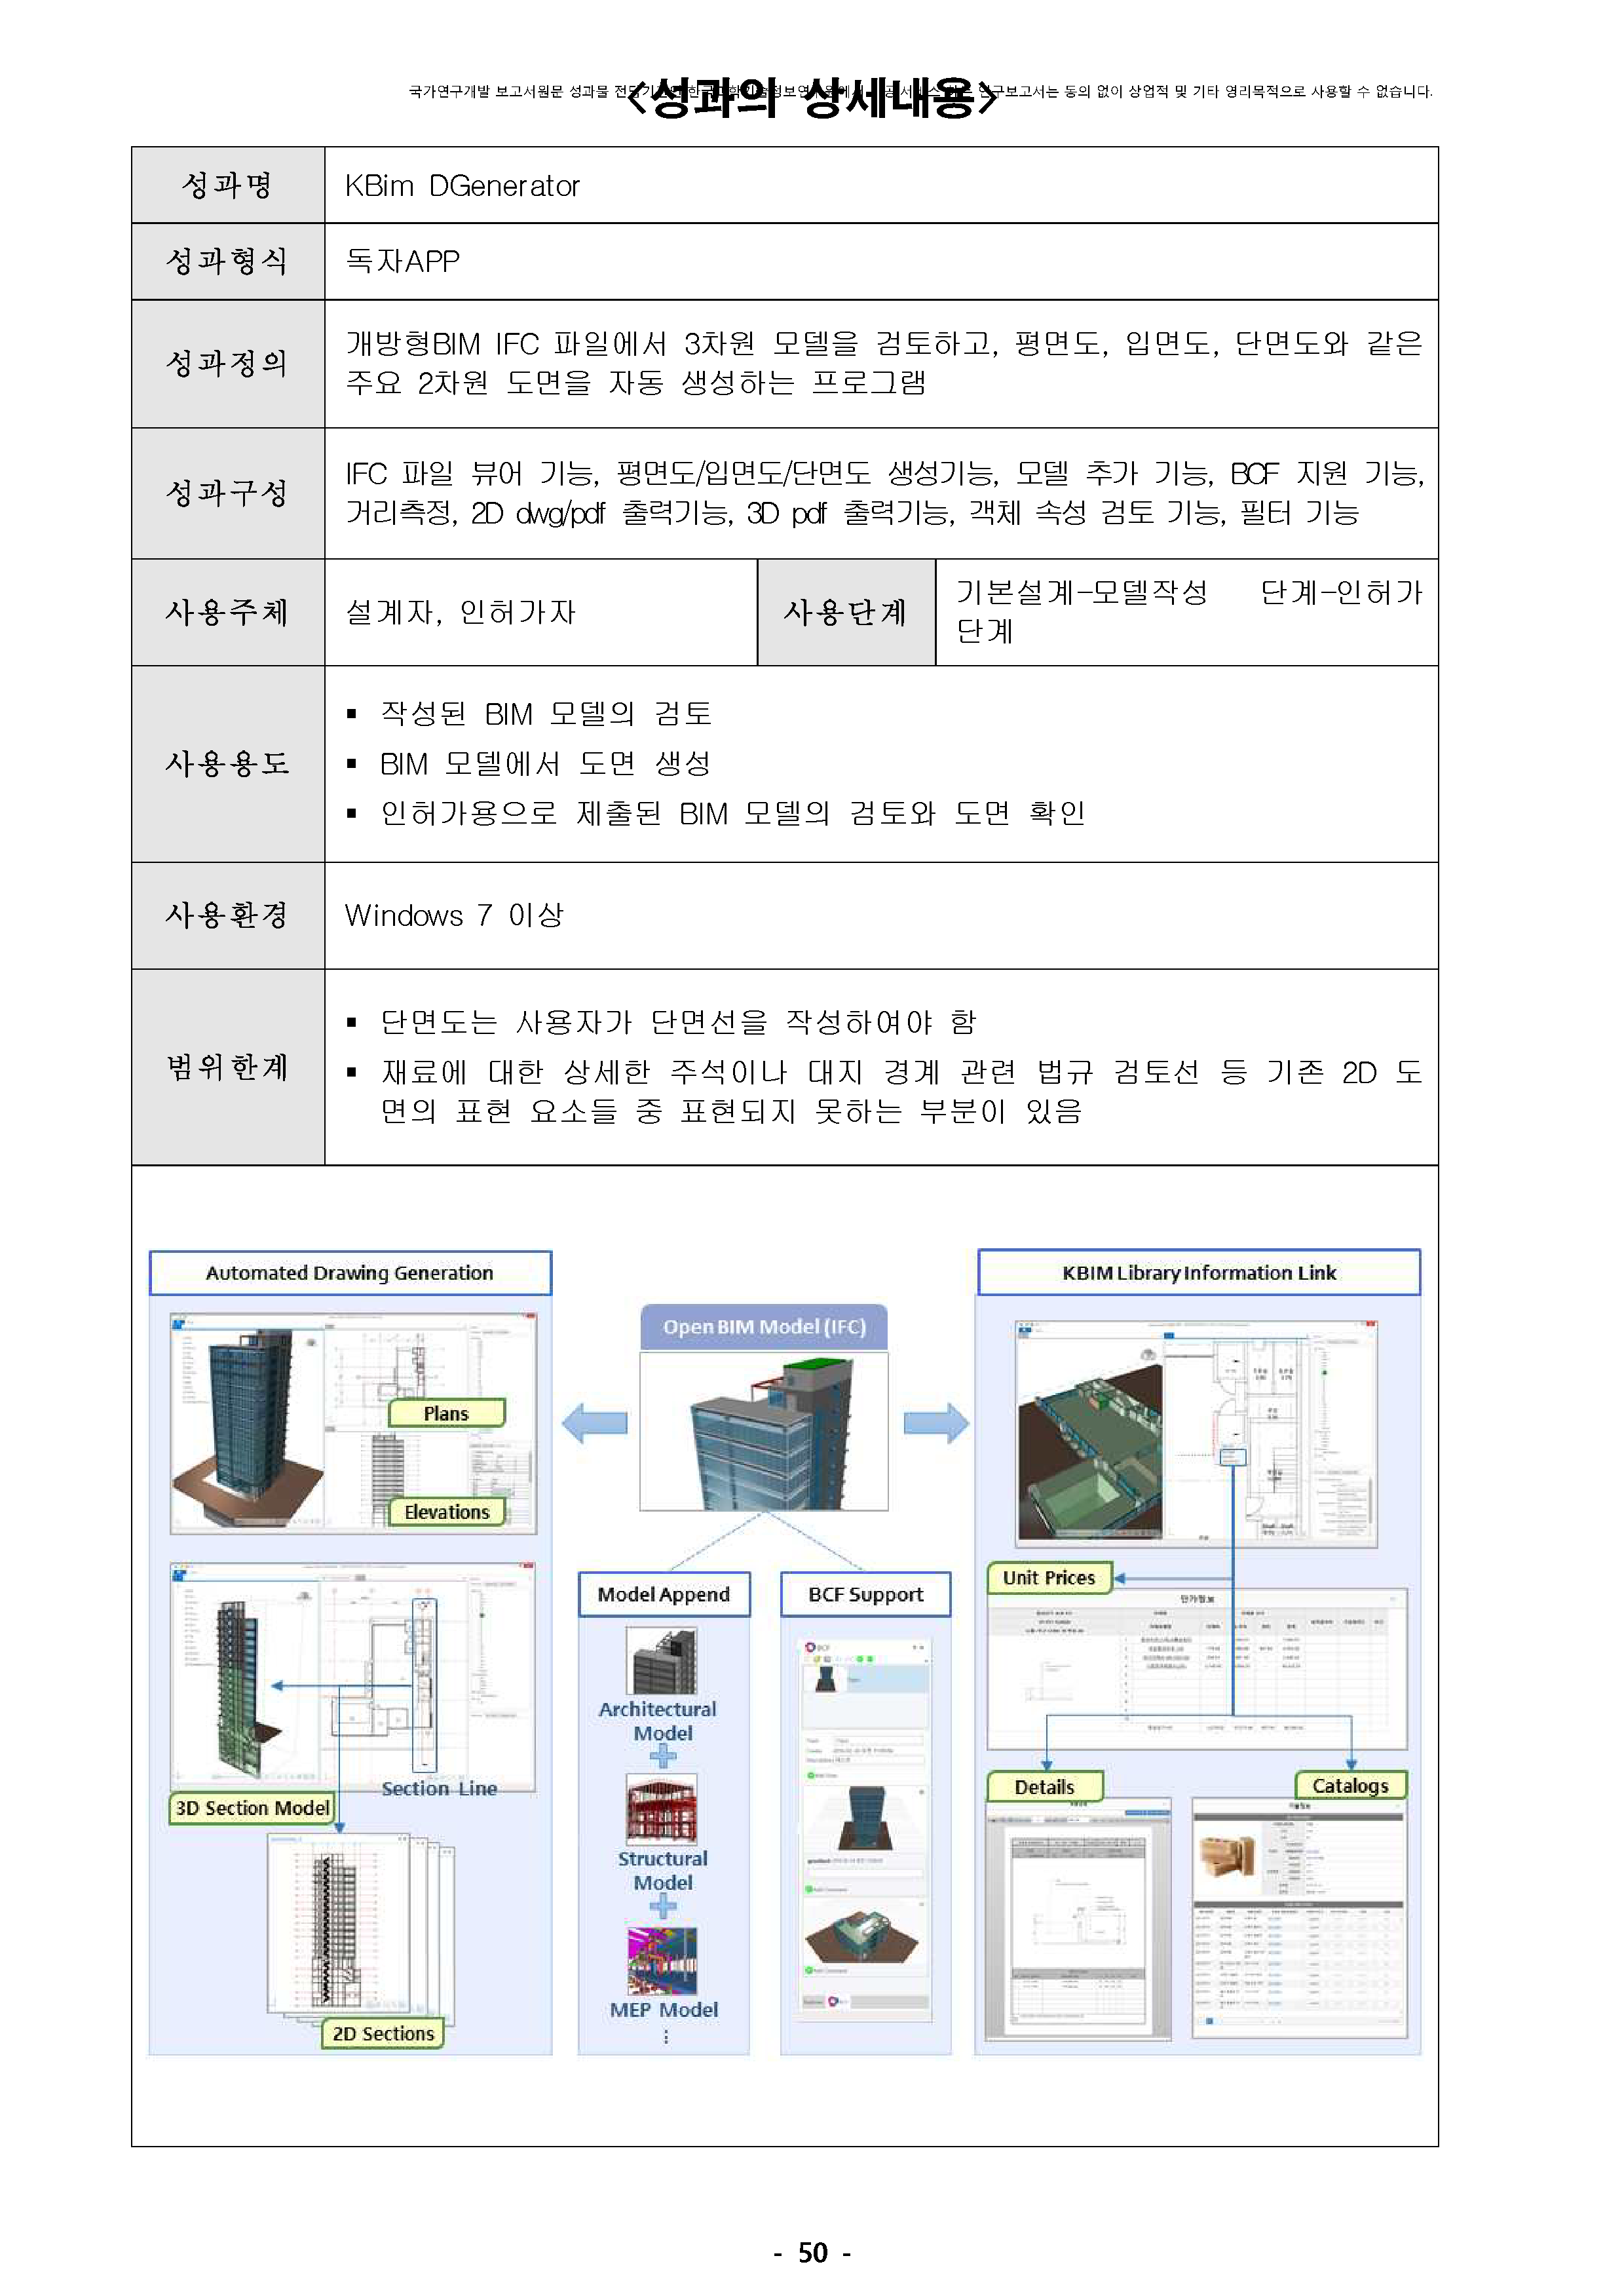 국가연구개발 보고서원문 성과물 전담기관인 한국과학기술정보연구원에서 제공서비스하는 연구보고서는 동의 없이 상업적 및 기타 영리목적으로 사용할 수 없습니다.
<성과의 상세내용>
성과명
KBim DGenerator
성과형식
독자APP
성과정의
개방형BIM IFC 파일에서 3차원 모델을 검토하고, 평면도, 입면도, 단면도와 같은
주요 2차원 도면을 자동 생성하는 프로그램
성과구성
IFC 파일 뷰어 기능, 평면도/입면도/단면도 생성기능, 모델 추가 기능, BCF 지원 기능,
거리측정, 2D dwg/pdf 출력기능, 3D pdf 출력기능, 객체 속성 검토 기능, 필터 기능
사용주체
설계자, 인허가자
사용단계
기본설계-모델작성 단계-인허가
단계
사용용도
▪ 작성된 BIM 모델의 검토
▪ BIM 모델에서 도면 생성
▪ 인허가용으로 제출된 BIM 모델의 검토와 도면 확인
사용환경
Windows 7 이상
범위한계
▪ 단면도는 사용자가 단면선을 작성하여야 함
▪ 재료에 대한 상세한 주석이나 대지 경계 관련 법규 검토선 등 기존 2D 도
면의 표현 요소들 중 표현되지 못하는 부분이 있음
Automated Drawing Generation
Plans
Elevations
Section Line
3D Section Model
2D Sections
Open BIM Model (IFC)
Model Append
Architectural
Model
Structural
Model
MEP Model
⋮
BCF Support
BCF
KBIM Library Information Link
Unit Prices
단가정보
Details
Catalogs
- 50 -